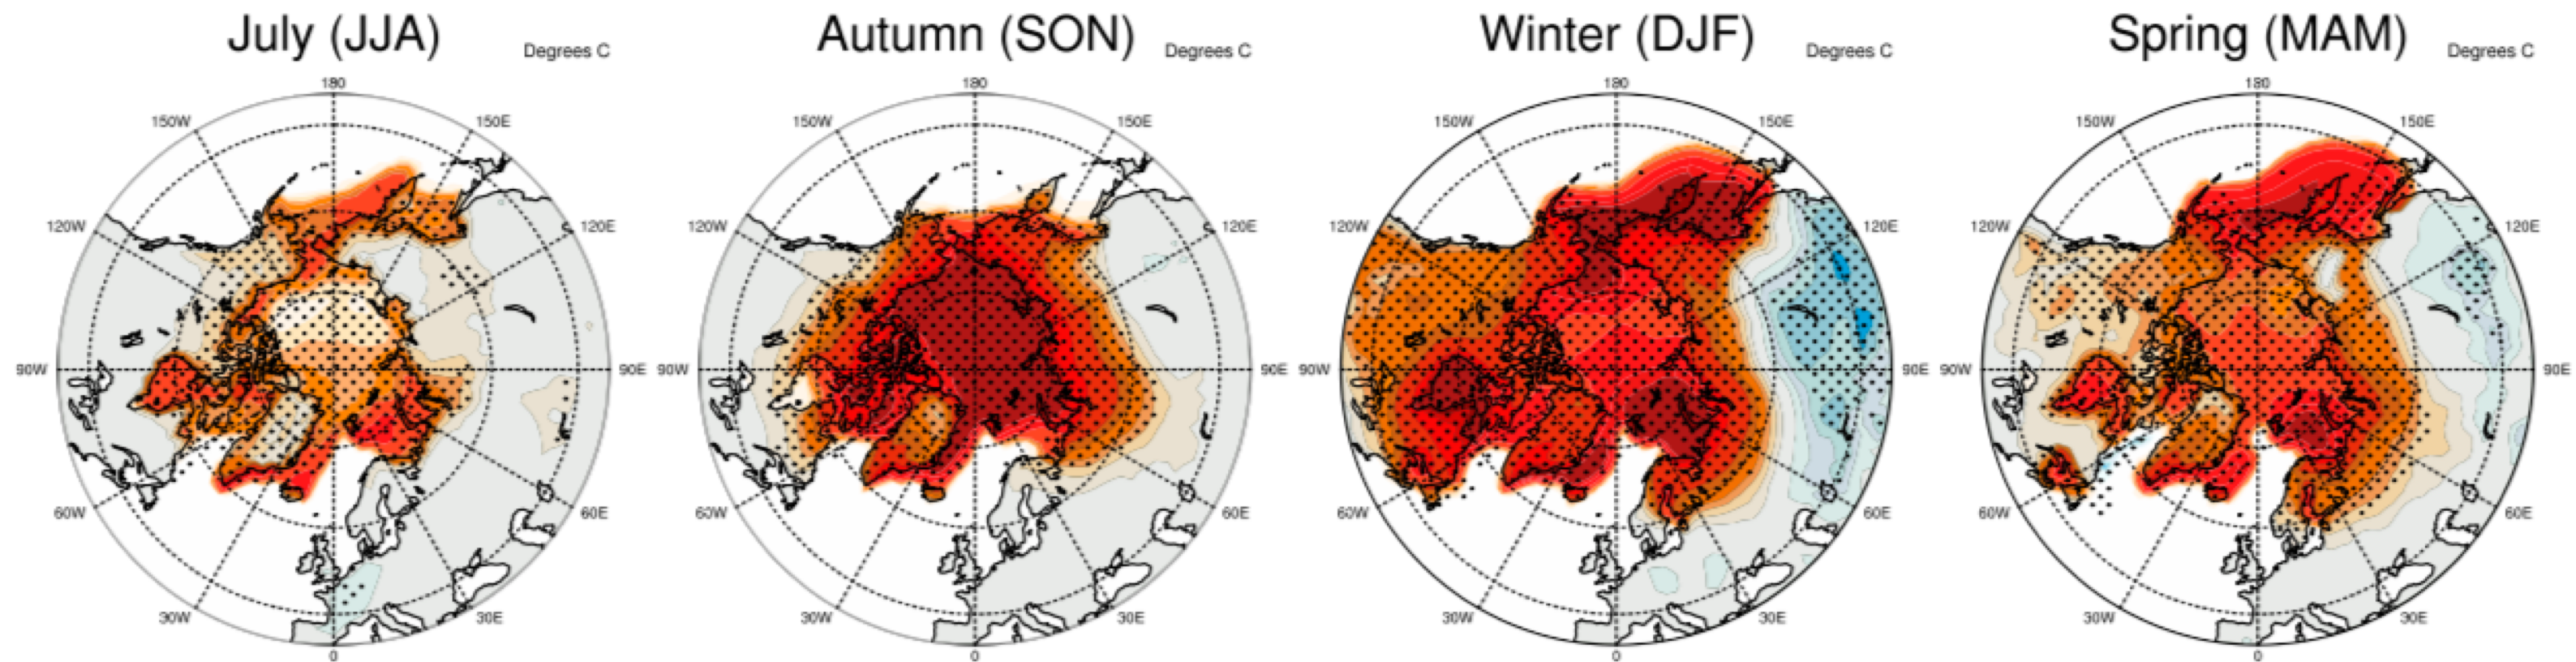 July (JJA)
Degrees C
180
150W
150E
120W
120E
90W
90E
60W
60E
30W
30E
0
Autumn (SON)
Degrees C
180
150W
150E
120W
120E
90W
90E
60W
60E
30W
30E
0
Winter (DJF)
Degrees C
180
150W
150E
120W
120E
90W
90E
60W
60E
30W
30E
0
Spring (MAM)
Degrees C
180
150W
150E
120W
120E
90W
90E
60W
60E
30W
30E
0